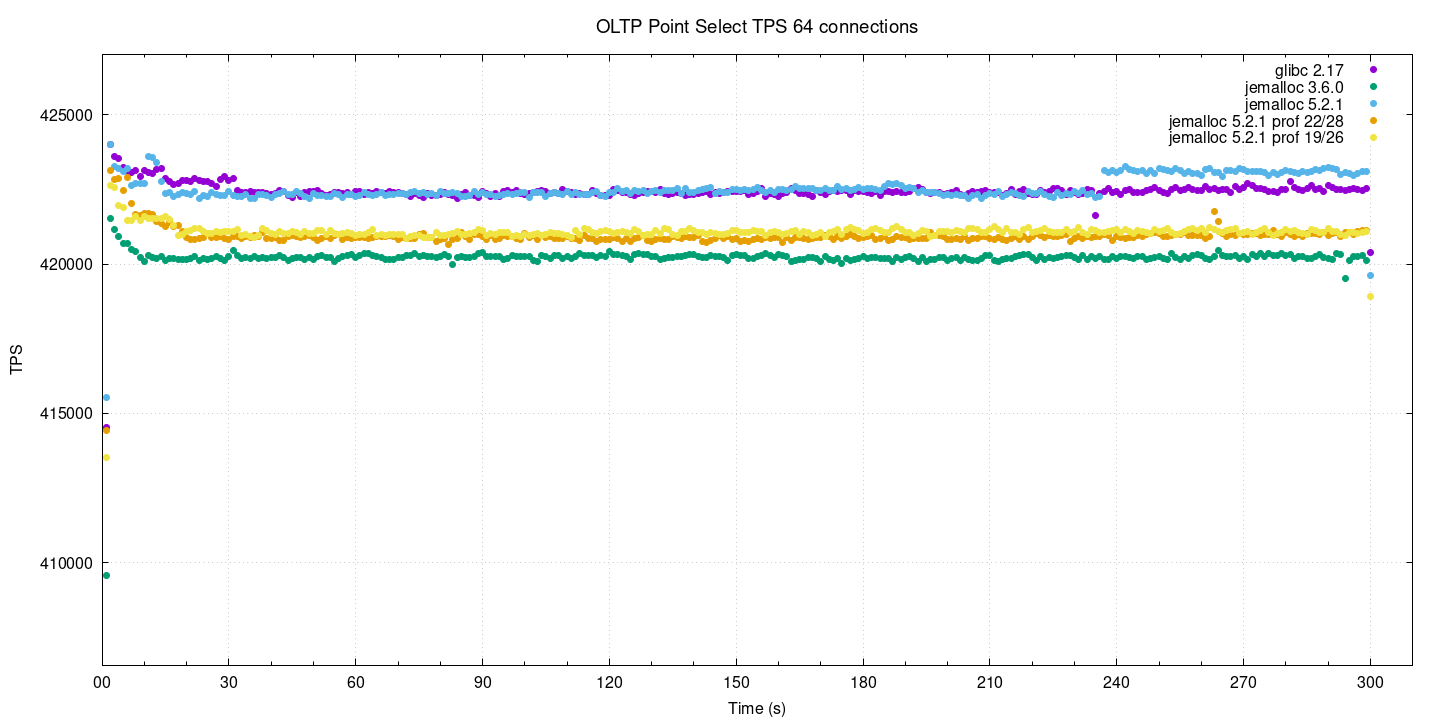 OLTP Point Select TPS 64 connections
glibc 2.17
jemalloc 3.6.0
jemalloc 5.2.1
jemalloc 5.2.1 prof 22/28
jemalloc 5.2.1 prof 19/26
425000
420000
415000
410000
TPS
00 30 60 90 120 150 180 210 240 270 300
Time (s)